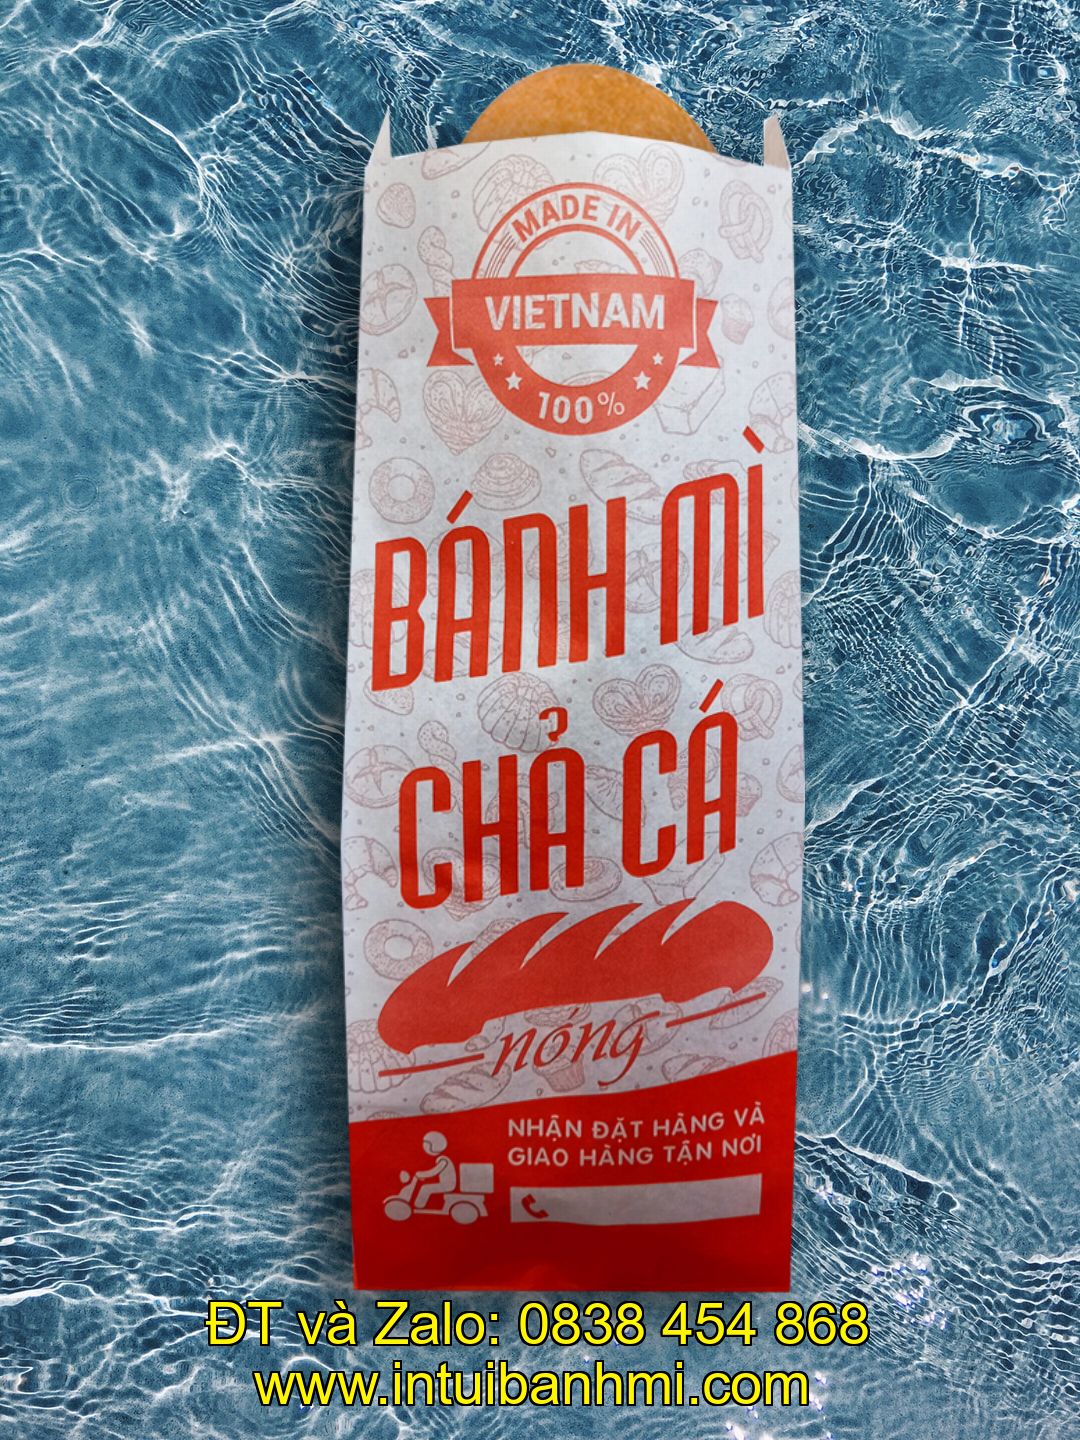 MADE IN
VIETNAM
100%
BÁNH MÌ
CHẢ CÁ
nóng
NHẬN ĐẶT HÀNG VÀ
GIAO HÀNG TẬN NƠI
ĐT và Zalo: 0838 454 868
www.intuibanhmi.com